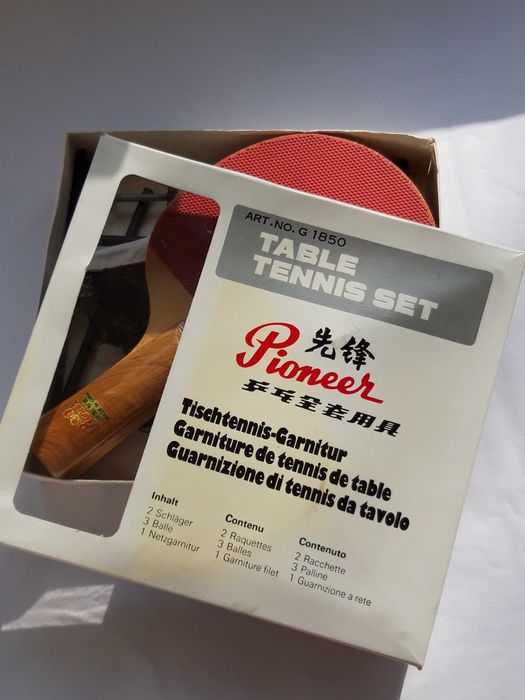 ART.NO. G 1850
TABLE
TENNIS SET
先锋
Pioneer
乒乓全套用具
Tischtennis-Garnitur
Garniture de tennis de table
Guarnizione di tennis da tavolo
Inhalt
2 Schläger
3 Bälle
1 Netzgarnitur
Contenu
2 Raquettes
3 Balles
1 Garniture filet
Contenuto
2 Racchette
3 Palline
1 Guarnizione a rete